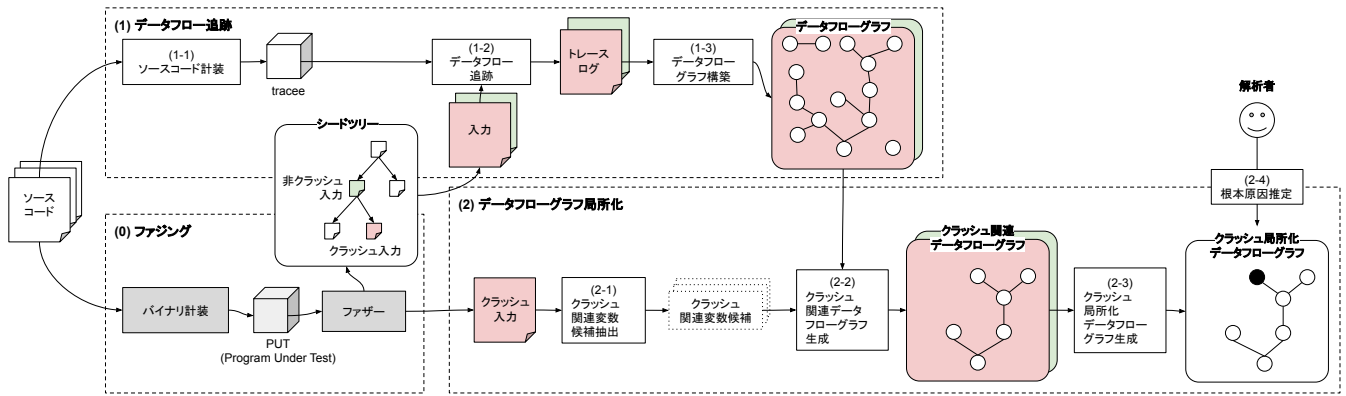 (1) データフロー追跡
(1-1)
ソースコード計装
tracee
(1-2)
データフロー
追跡
トレース
ログ
(1-3)
データフロー
グラフ構築
データフローグラフ
入力
シードツリー
非クラッシュ
入力
クラッシュ入力
ソース
コード
(0) ファジング
バイナリ計装
PUT
(Program Under Test)
ファザー
(2) データフローグラフ局所化
クラッシュ
入力
(2-1)
クラッシュ
関連変数
候補抽出
クラッシュ
関連変数候補
(2-2)
クラッシュ
関連データ
フローグラフ
生成
クラッシュ関連
データフローグラフ
(2-3)
クラッシュ
局所化
データフロー
グラフ生成
解析者
(2-4)
根本原因推定
クラッシュ局所化
データフローグラフ